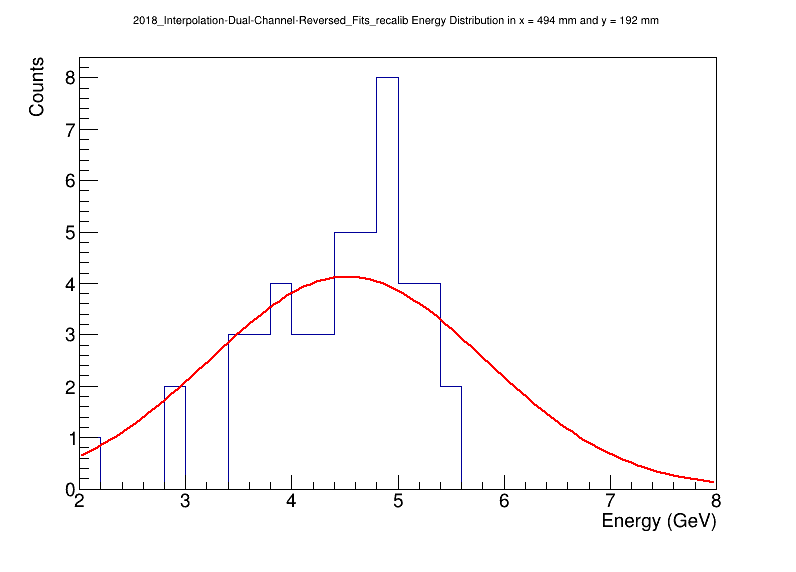 2018_Interpolation-Dual-Channel-Reversed_Fits_recalib Energy Distribution in x = 494 mm and y = 192 mm
Counts
8
7
6
5
4
3
2
1
0
2 3 4 5 6 7 8
Energy (GeV)